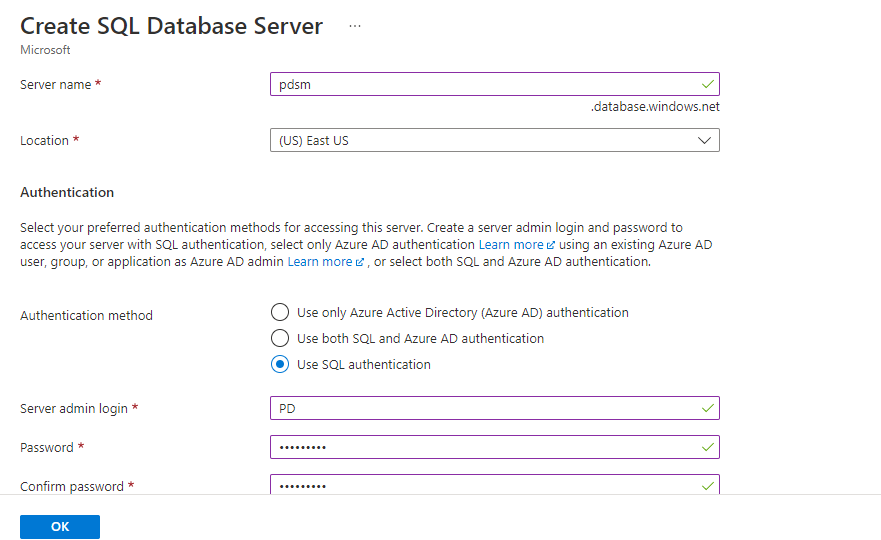 Create SQL Database Server ...
Microsoft
Server name *
pdsm
.database.windows.net
Location *
(US) East US
Authentication
Select your preferred authentication methods for accessing this server. Create a server admin login and password to
access your server with SQL authentication, select only Azure AD authentication Learn more using an existing Azure AD
user, group, or application as Azure AD admin Learn more , or select both SQL and Azure AD authentication.
Authentication method
Use only Azure Active Directory (Azure AD) authentication
Use both SQL and Azure AD authentication
Use SQL authentication
Server admin login *
PD
Password *
•••••••••
Confirm password *
•••••••••
OK